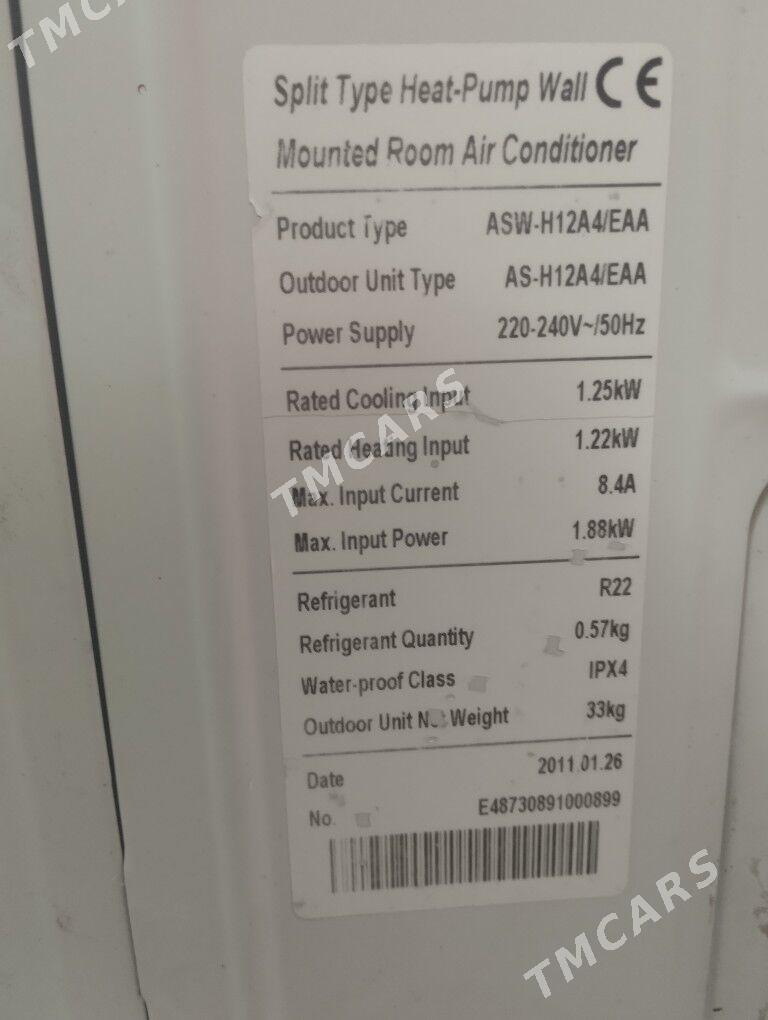 TMCARS
Split Type Heat-Pump Wall CE
Mounted Room Air Conditioner
Product Type ASW-H12A4/EAA
Outdoor Unit Type AS-H12A4/EAA
Power Supply 220-240V~/50Hz
Rated Cooling Input 1.25kW
Rated Heating Input 1.22kW
TMCARS
Max. Input Current 8.4A
Max. Input Power 1.88kW
Refrigerant R22
Refrigerant Quantity 0.57kg
Water-proof Class IPX4
Outdoor Unit Net Weight 33kg
Date 2011.01.26
No. E48730891000899
TMCARS